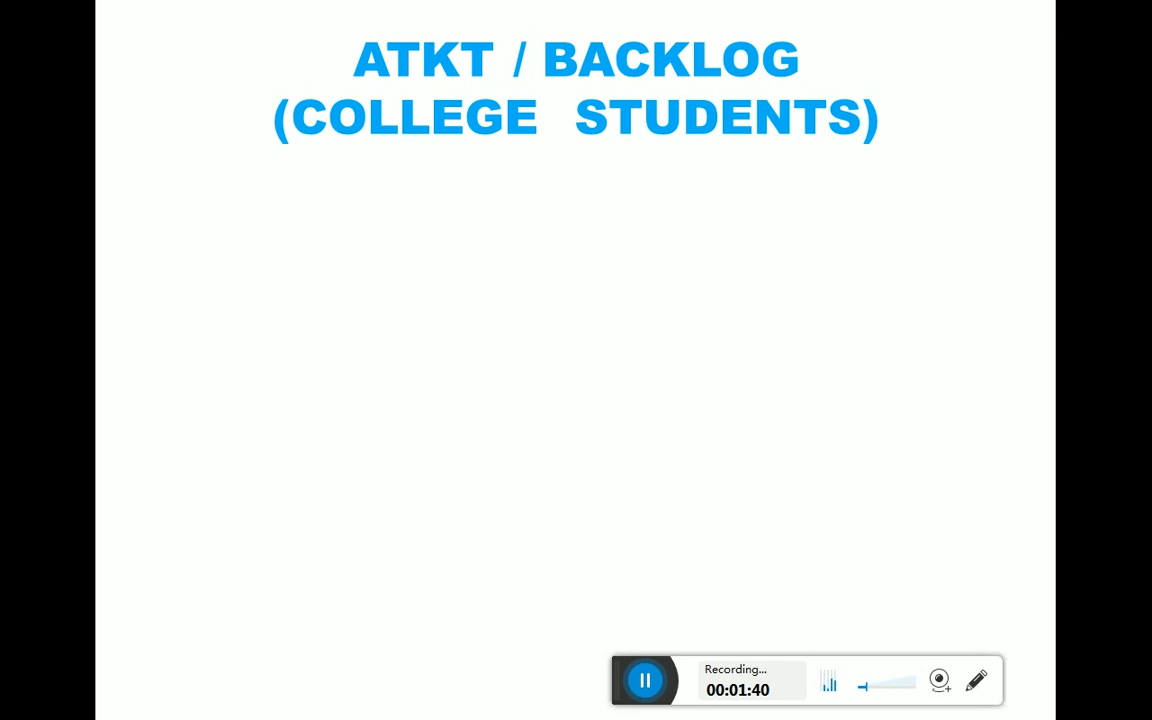 ATKT / BACKLOG
(COLLEGE STUDENTS)
Recording...
00:01:40